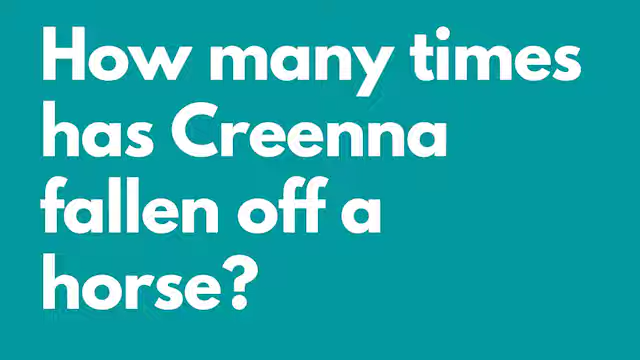 How many times
has Creenna
fallen off a
horse?